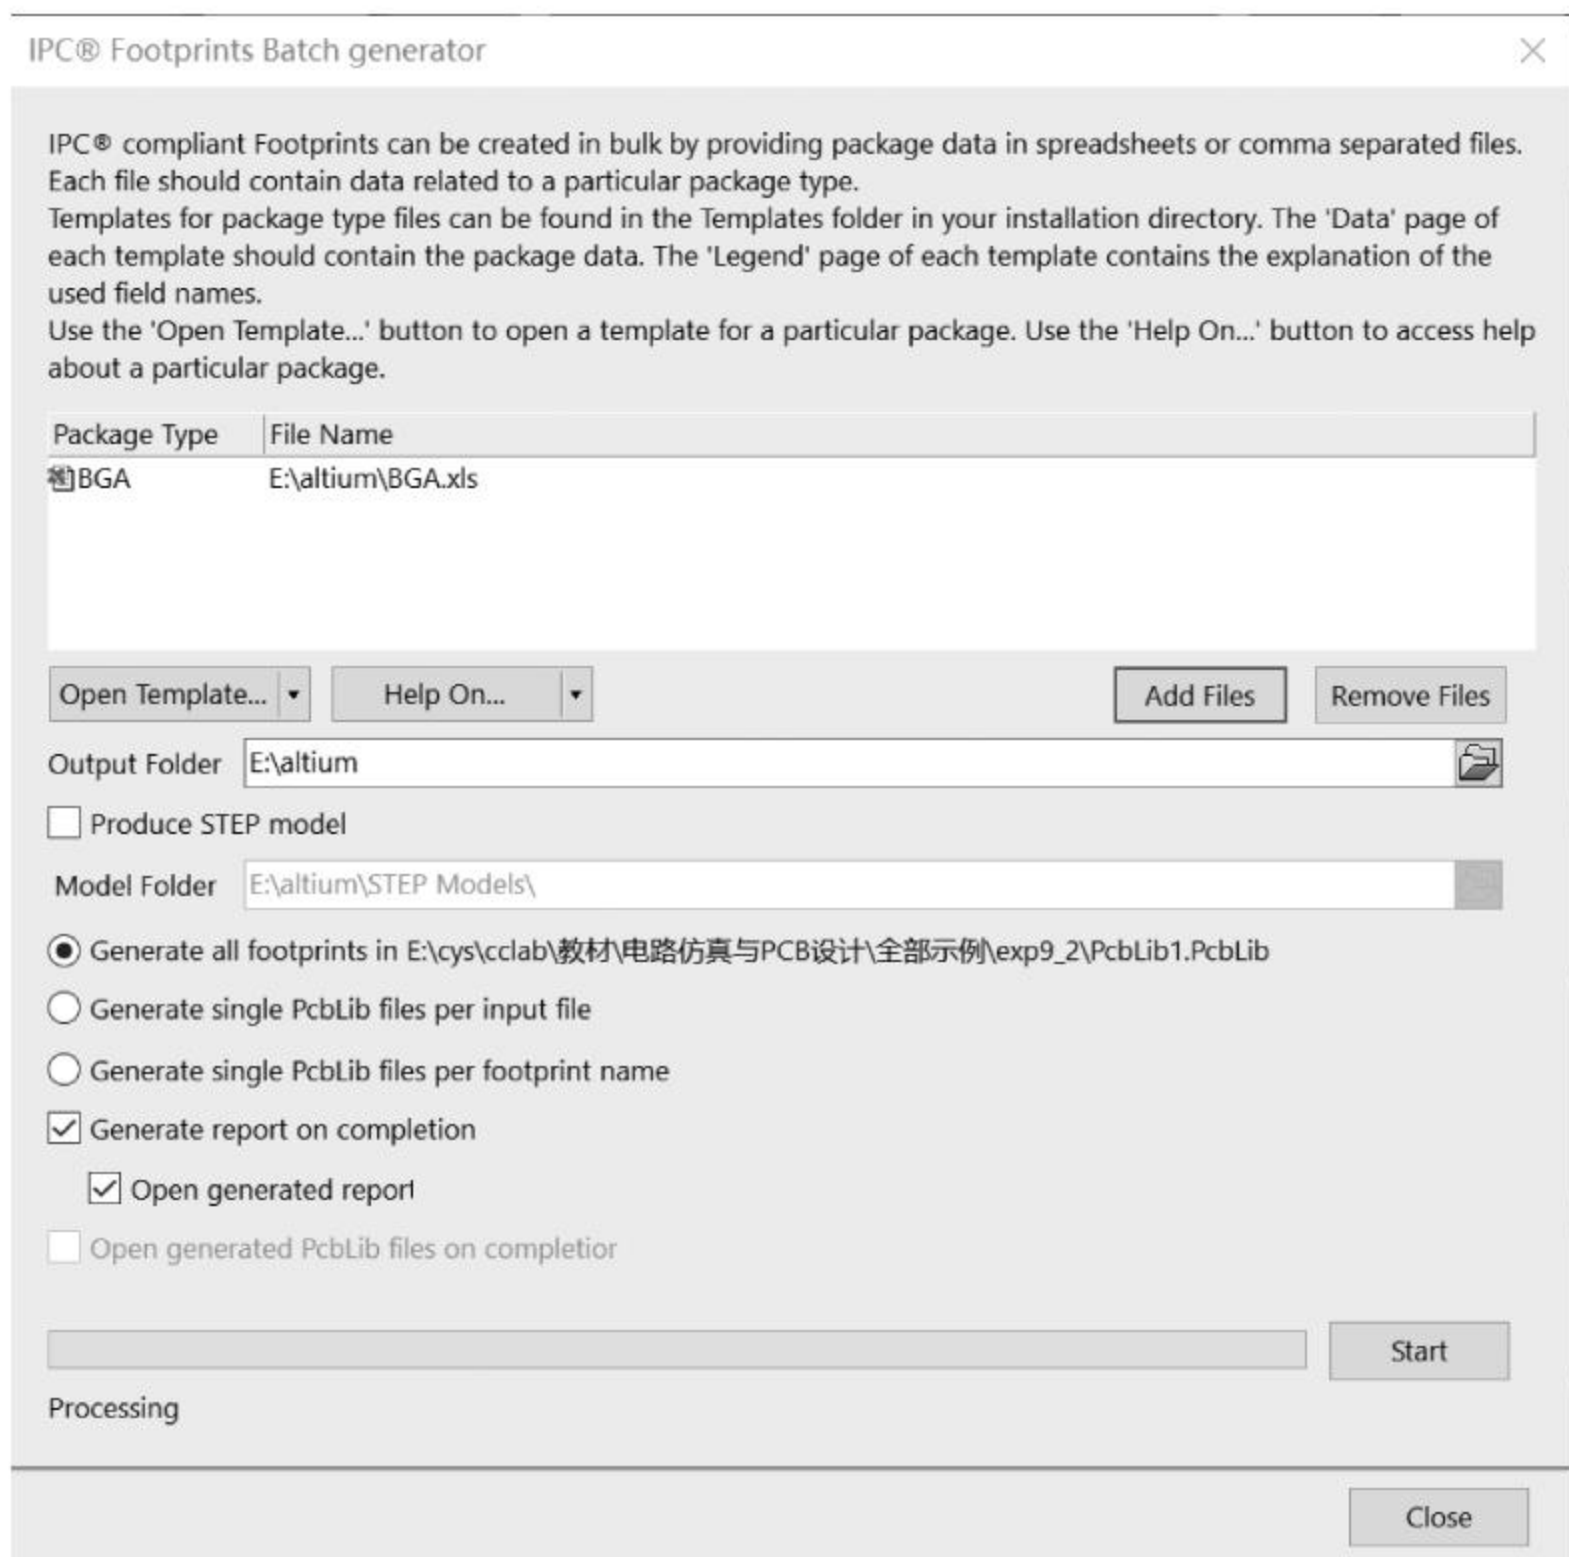 IPC® Footprints Batch generator
IPC® compliant Footprints can be created in bulk by providing package data in spreadsheets or comma separated files.
Each file should contain data related to a particular package type.
Templates for package type files can be found in the Templates folder in your installation directory. The 'Data' page of
each template should contain the package data. The 'Legend' page of each template contains the explanation of the
used field names.
Use the 'Open Template...' button to open a template for a particular package. Use the 'Help On...' button to access help
about a particular package.
Package Type File Name
BGA E:\altium\BGA.xls
Open Template... Help On... Add Files Remove Files
Output Folder E:\altium
Produce STEP model
Model Folder E:\altium\STEP Models\
Generate all footprints in E:\cys\cclab\教材\电路仿真与PCB设计\全部示例\exp9_2\PcbLib1.PcbLib
Generate single PcbLib files per input file
Generate single PcbLib files per footprint name
Generate report on completion
Open generated report
Open generated PcbLib files on completior
Start
Processing
Close